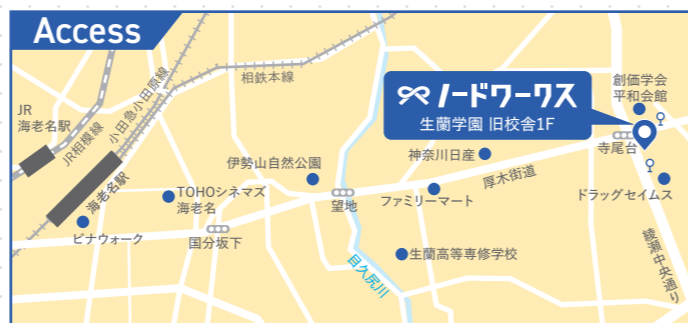 Access
JR
海老名駅
JR相模線
小田急小田原線
相鉄本線
海老名駅
ビナウォーク
TOHOシネマズ
海老名
国分坂下
伊勢山自然公園
望地
目久尻川
ノードワークス
生蘭学園 旧校舎1F
神奈川日産
ファミリーマート
厚木街道
生蘭高等専修学校
創価学会
平和会館
寺尾台
ドラッグセイムス
綾瀬中央通り